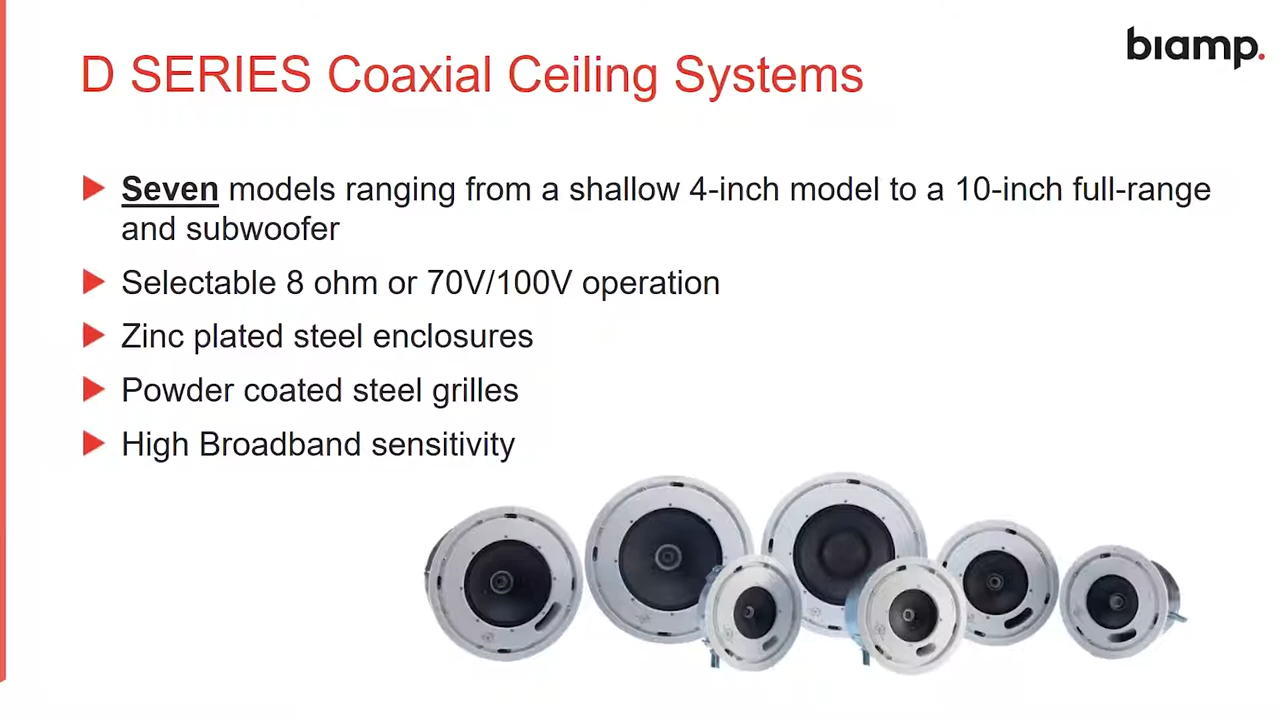 biamp.
D SERIES Coaxial Ceiling Systems
Seven models ranging from a shallow 4-inch model to a 10-inch full-range
and subwoofer
Selectable 8 ohm or 70V/100V operation
Zinc plated steel enclosures
Powder coated steel grilles
High Broadband sensitivity